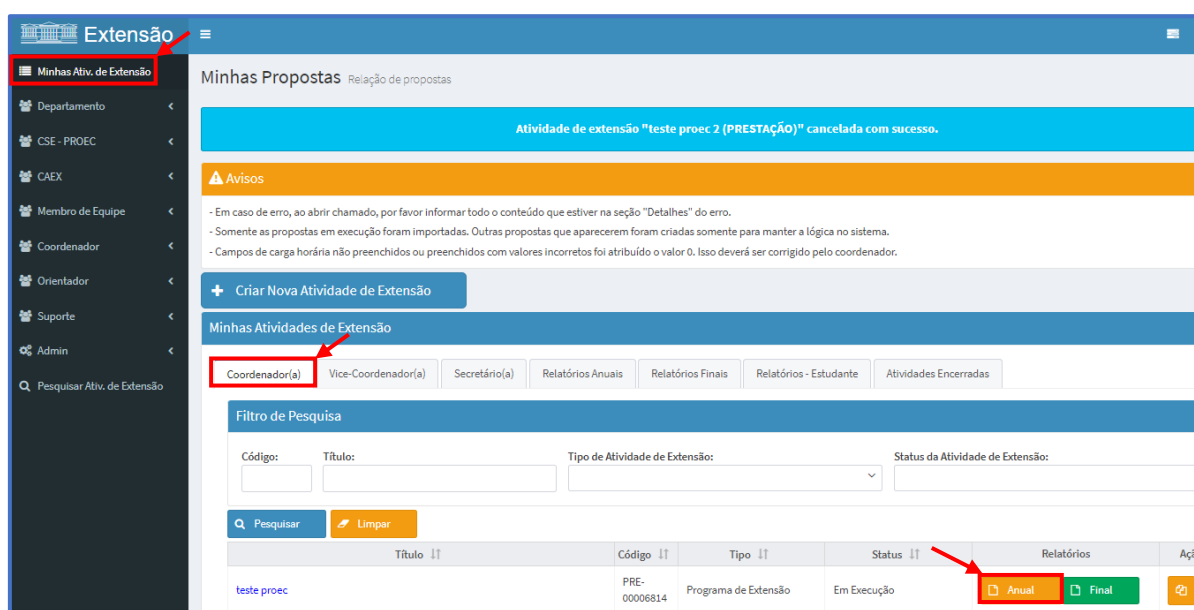 Extensão
Minhas Ativ. de Extensão
Departamento
CSE - PROEC
CAEX
Membro de Equipe
Coordenador
Orientador
Suporte
Admin
Pesquisar Ativ. de Extensão
Minhas Propostas Relação de propostas
Atividade de extensão "teste proec 2 (PRESTAÇÃO)" cancelada com sucesso.
Avisos
- Em caso de erro, ao abrir chamado, por favor informar todo o conteúdo que estiver na seção "Detalhes" do erro.
- Somente as propostas em execução foram importadas. Outras propostas que aparecerem foram criadas somente para manter a lógica no sistema.
- Campos de carga horária não preenchidos ou preenchidos com valores incorretos foi atribuído o valor 0. Isso deverá ser corrigido pelo coordenador.
+ Criar Nova Atividade de Extensão
Minhas Atividades de Extensão
Coordenador(a) Vice-Coordenador(a) Secretário(a) Relatórios Anuais Relatórios Finais Relatórios - Estudante Atividades Encerradas
Filtro de Pesquisa
Código: Título: Tipo de Atividade de Extensão: Status da Atividade de Extensão:
Pesquisar Limpar
Título Código Tipo Status Relatórios Açã
teste proec PRE-00006814 Programa de Extensão Em Execução Anual Final